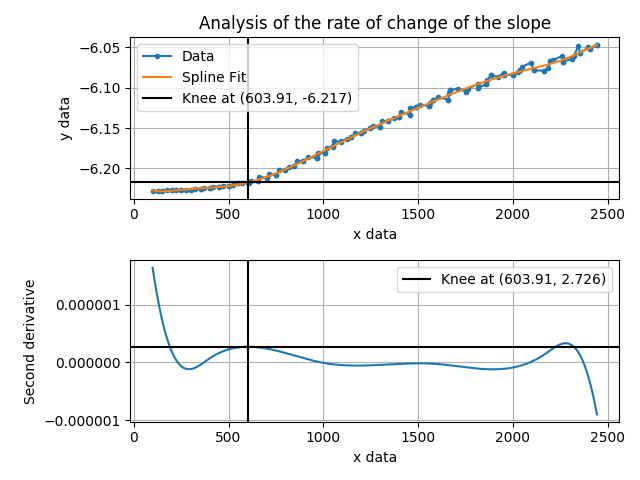 Analysis of the rate of change of the slope
Data
Spline Fit
Knee at (603.91, -6.217)
y data
−6.05
−6.10
−6.15
−6.20
0 500 1000 1500 2000 2500
x data
Knee at (603.91, 2.726)
Second derivative
0.000001
0.000000
−0.000001
0 500 1000 1500 2000 2500
x data